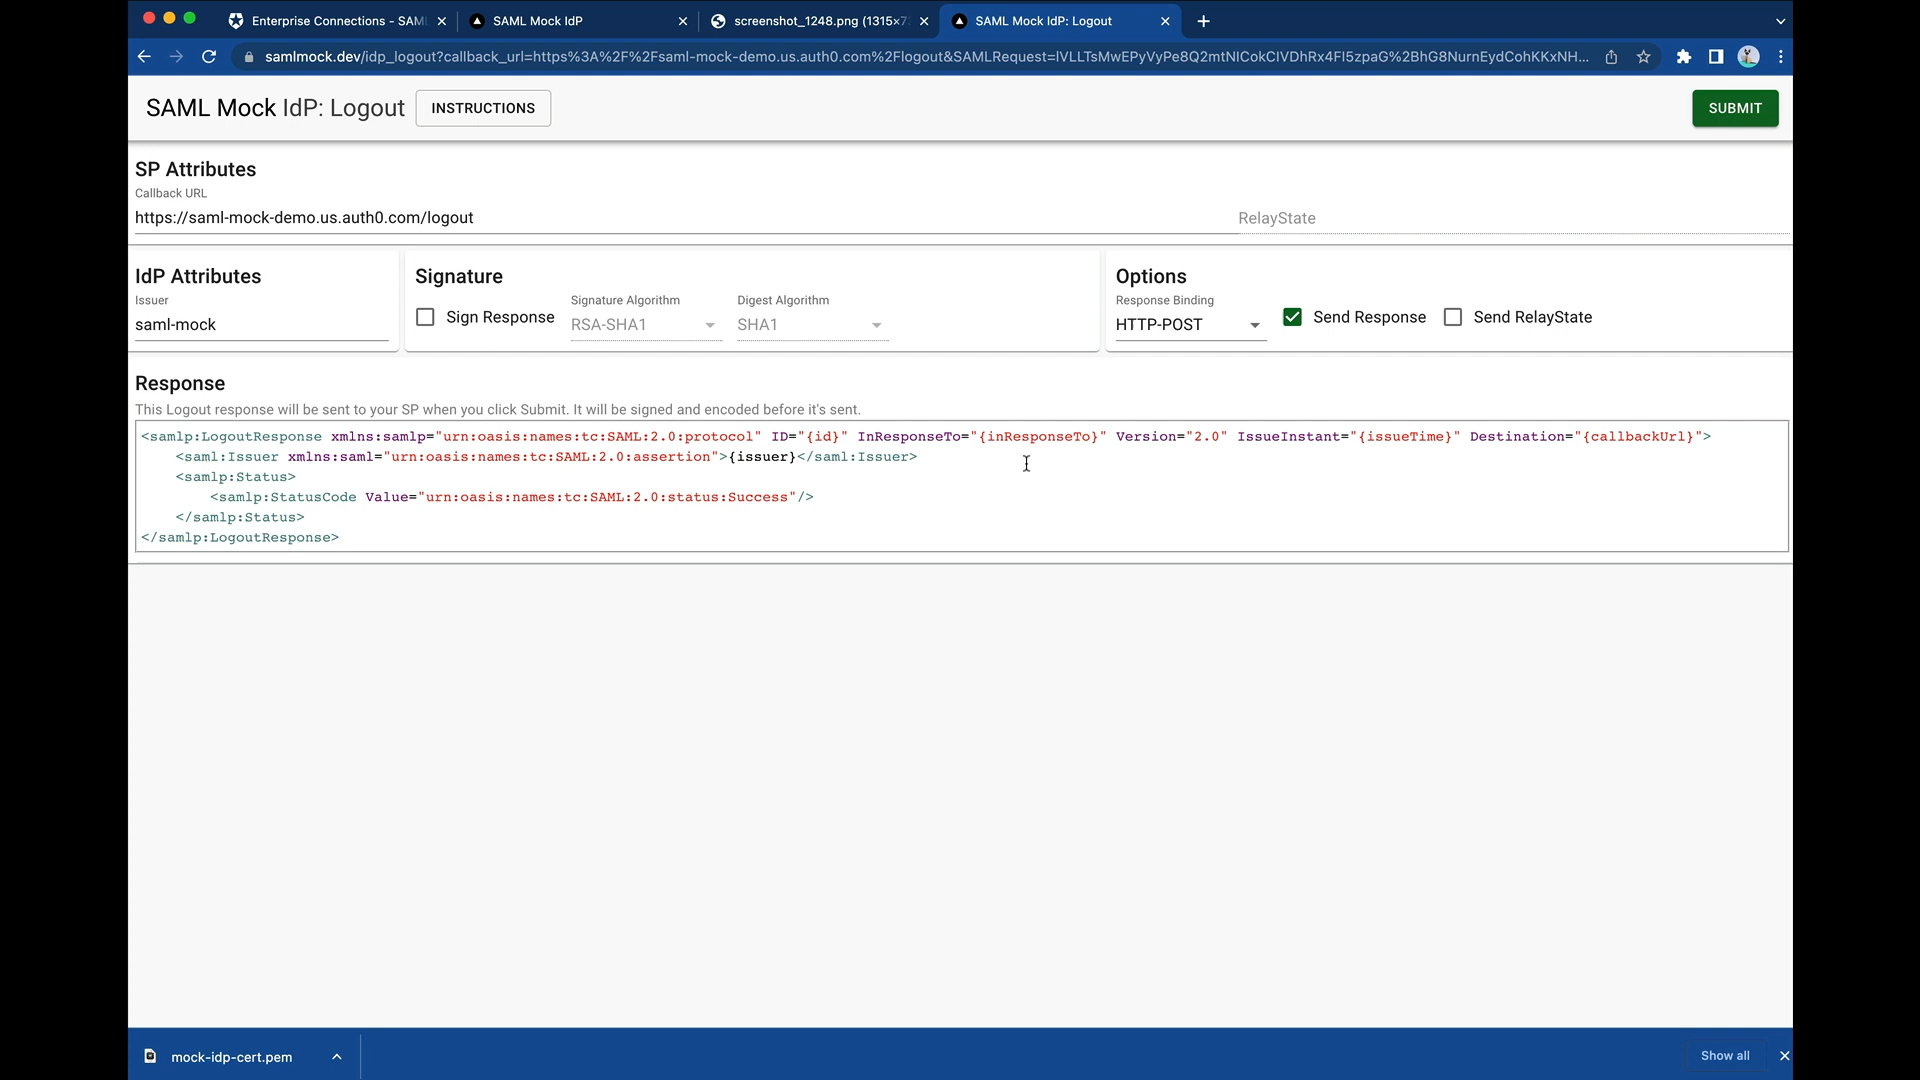 Enterprise Connections - SAML
SAML Mock IdP
screenshot_1248.png (1315×7
SAML Mock IdP: Logout
samlmock.dev/idp_logout?callback_url=https%3A%2F%2Fsaml-mock-demo.us.auth0.com%2Flogout&SAMLRequest=lVLLTsMwEPyVyPe8Q2mtNICokCIVDhRx4FI5zpaG%2BhG8NurnEydCohKKxNH...
SAML Mock IdP: Logout
INSTRUCTIONS
SUBMIT
SP Attributes
Callback URL
https://saml-mock-demo.us.auth0.com/logout
RelayState
IdP Attributes
Issuer
saml-mock
Signature
Sign Response
Signature Algorithm
RSA-SHA1
Digest Algorithm
SHA1
Options
Response Binding
HTTP-POST
Send Response
Send RelayState
Response
This Logout response will be sent to your SP when you click Submit. It will be signed and encoded before it's sent.
<samlp:LogoutResponse xmlns:samlp="urn:oasis:names:tc:SAML:2.0:protocol" ID="{id}" InResponseTo="{inResponseTo}" Version="2.0" IssueInstant="{issueTime}" Destination="{callbackUrl}">
<saml:Issuer xmlns:saml="urn:oasis:names:tc:SAML:2.0:assertion">{issuer}</saml:Issuer>
<samlp:Status>
<samlp:StatusCode Value="urn:oasis:names:tc:SAML:2.0:status:Success"/>
</samlp:Status>
</samlp:LogoutResponse>
mock-idp-cert.pem
Show all